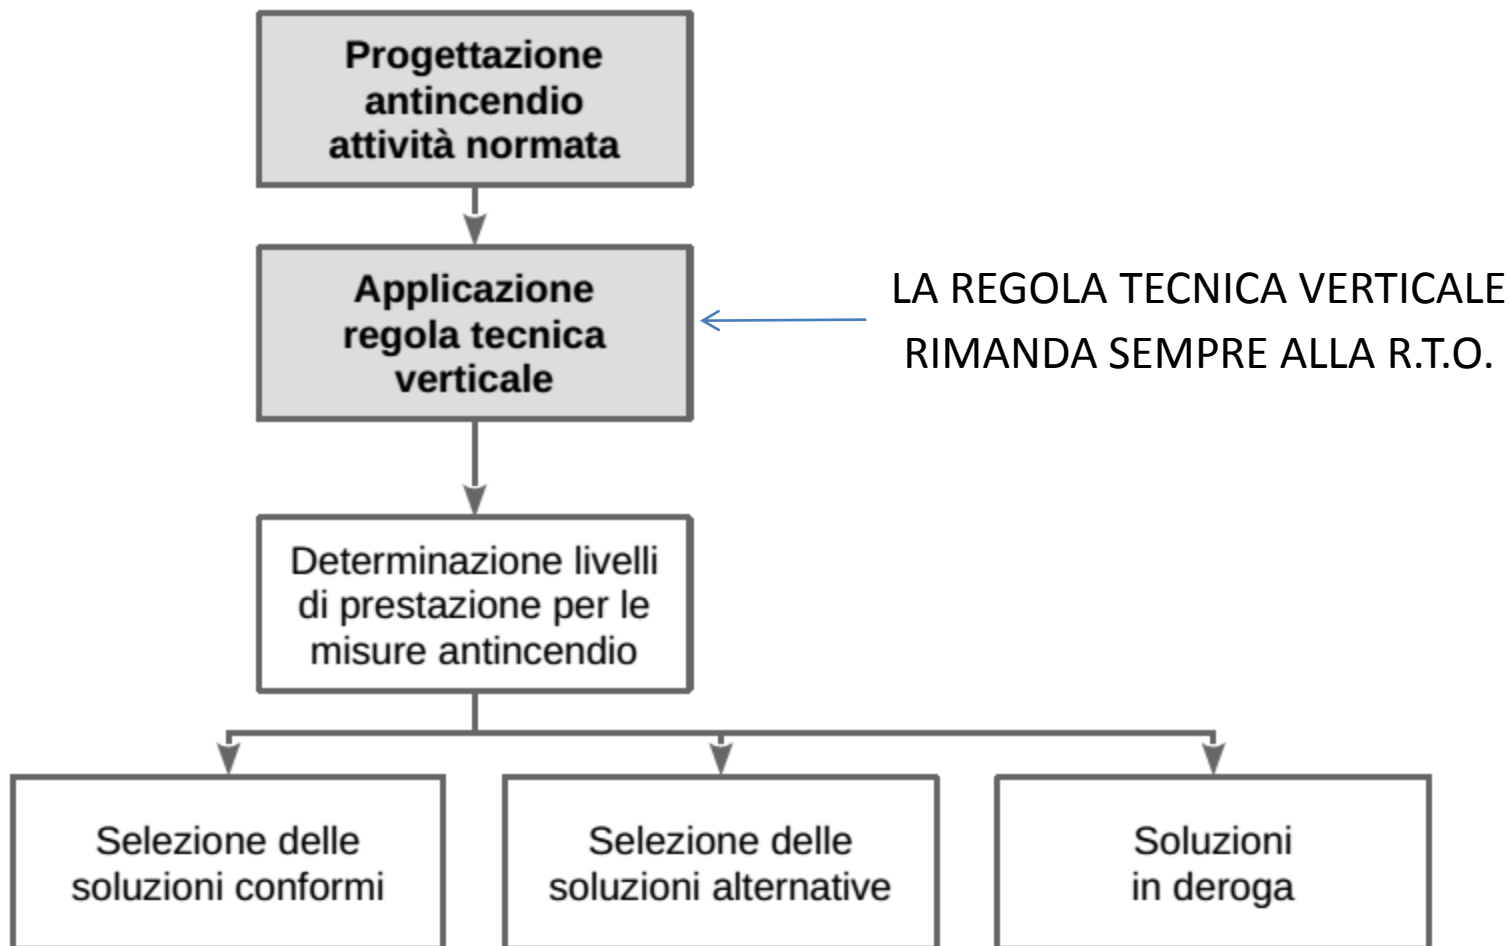 Progettazione
antincendio
attività normata
Applicazione
regola tecnica
verticale
LA REGOLA TECNICA VERTICALE
RIMANDA SEMPRE ALLA R.T.O.
Determinazione livelli
di prestazione per le
misure antincendio
Selezione delle
soluzioni conformi
Selezione delle
soluzioni alternative
Soluzioni
in deroga